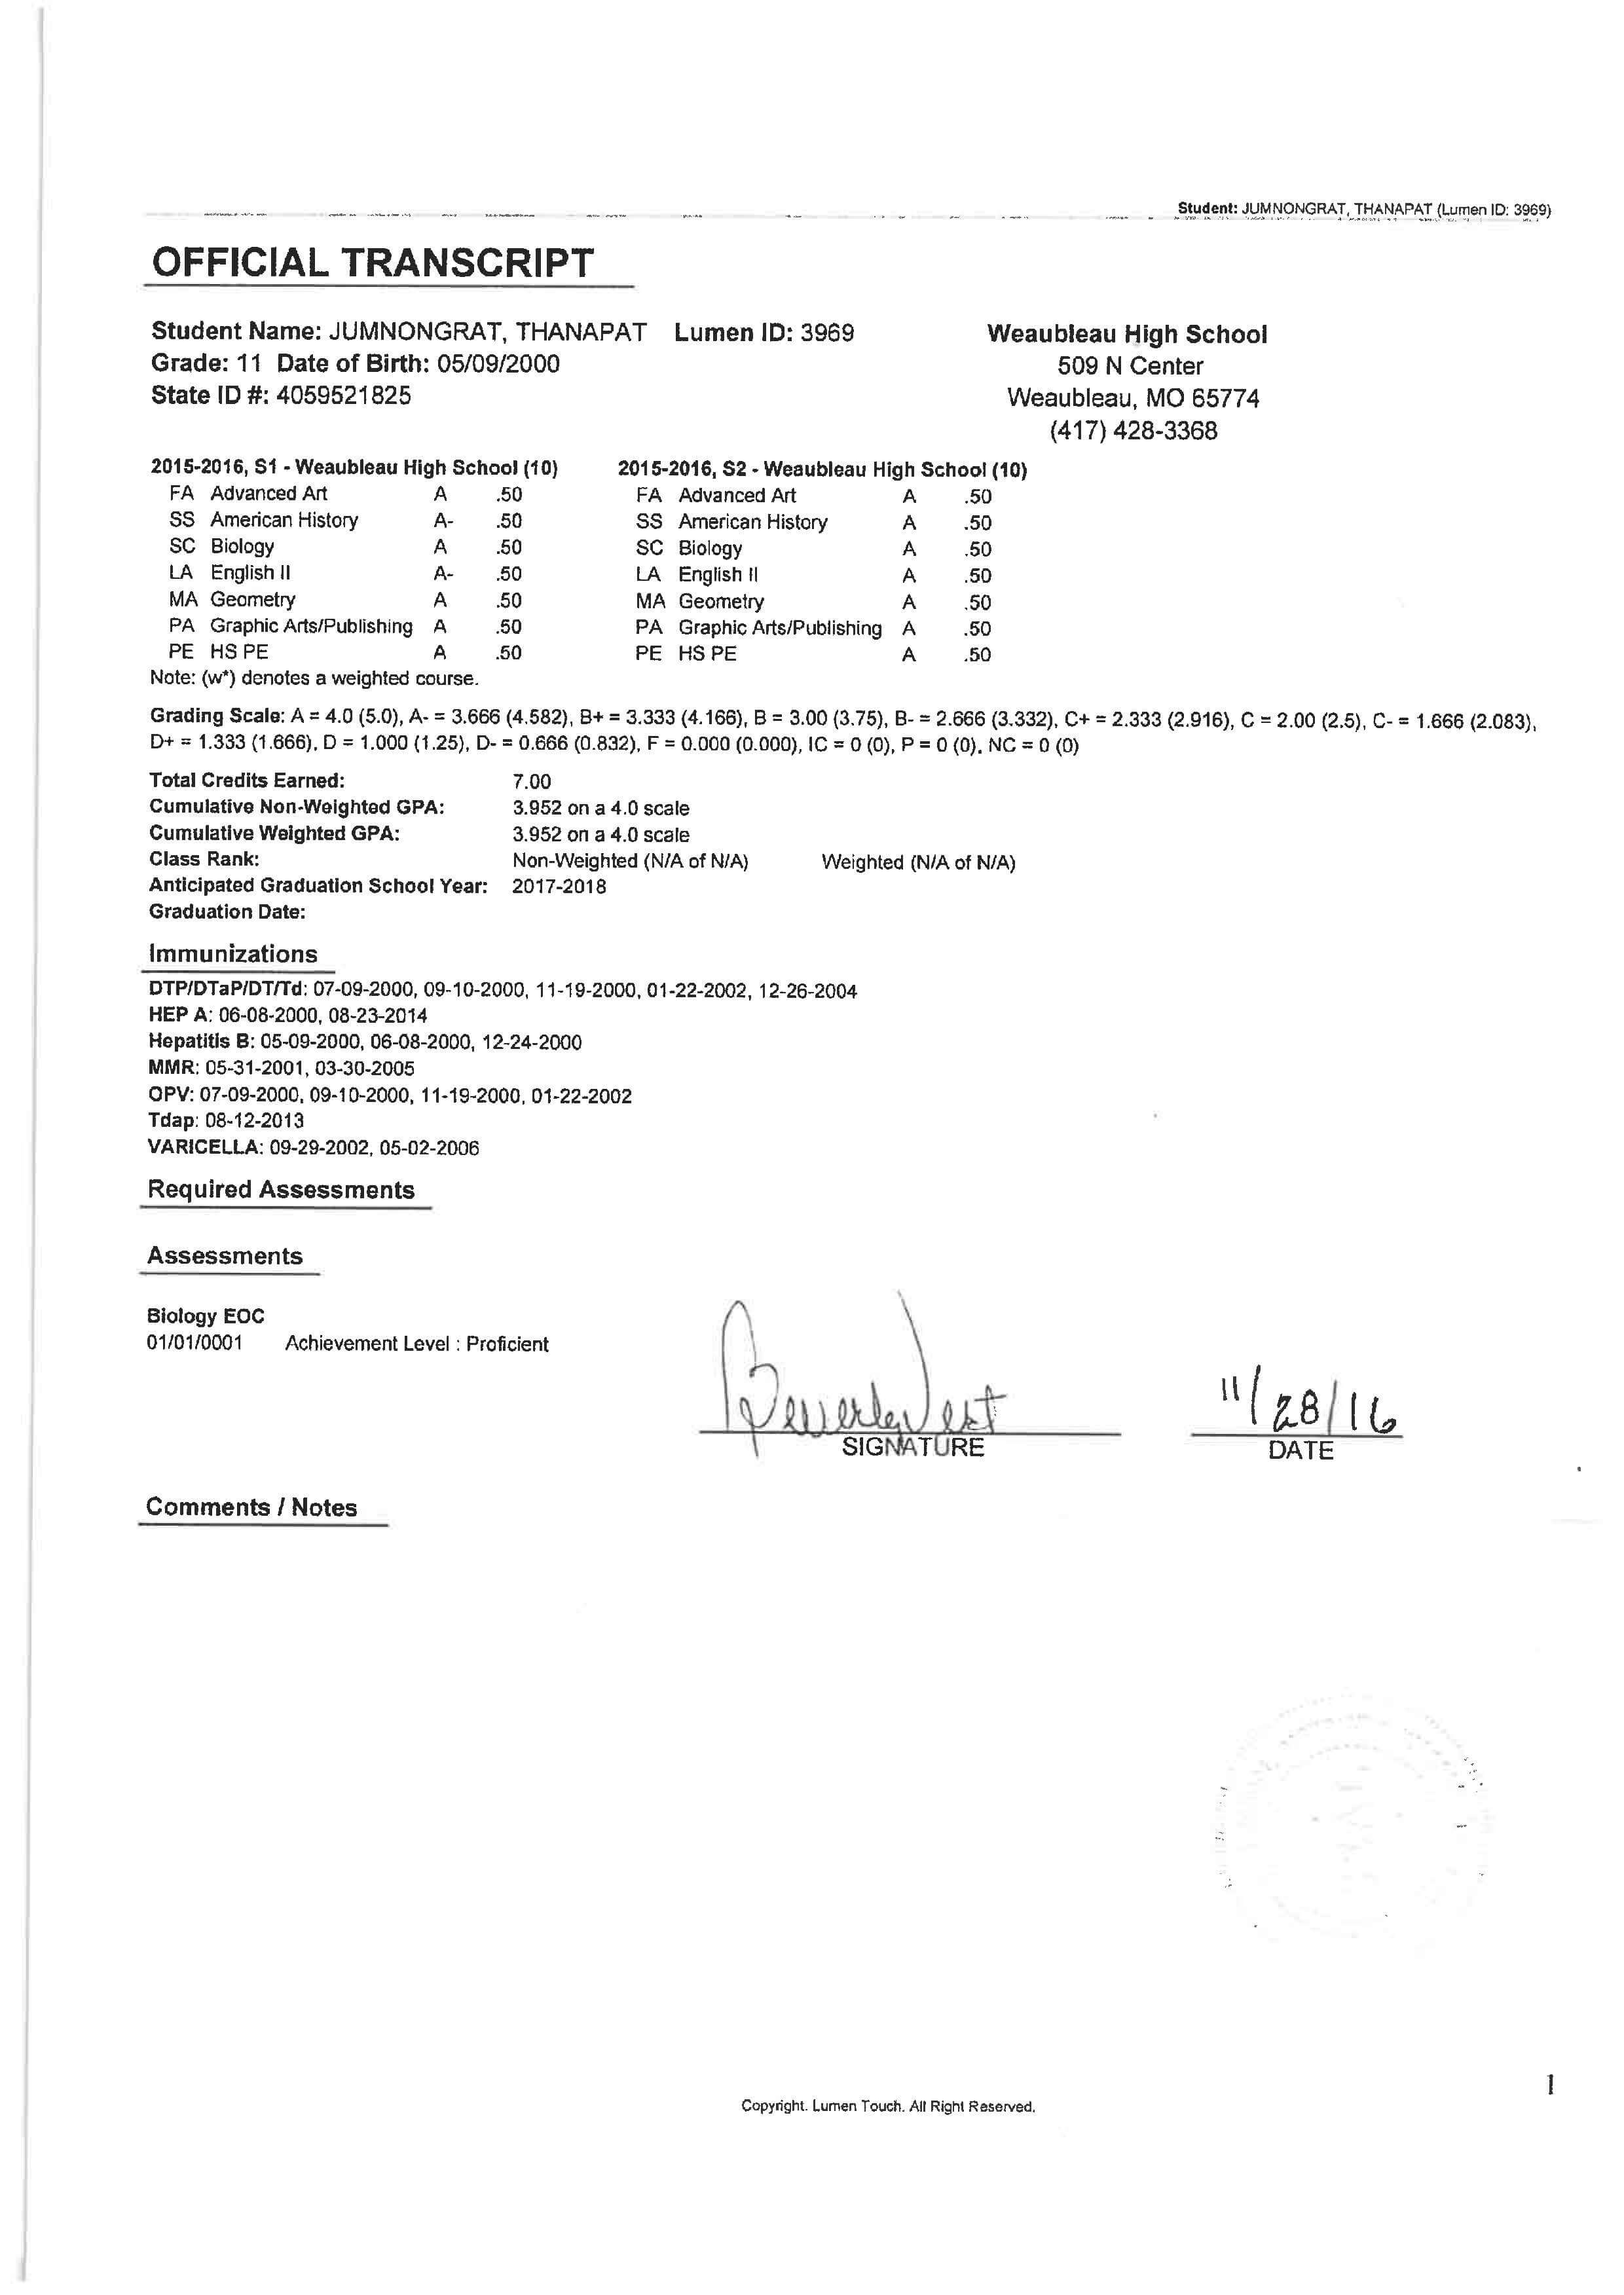 Student: JUMNONGRAT, THANAPAT (Lumen ID: 3969)
OFFICIAL TRANSCRIPT
Student Name: JUMNONGRAT, THANAPAT Lumen ID: 3969
Grade: 11 Date of Birth: 05/09/2000
State ID #: 4059521825
Weaubleau High School
509 N Center
Weaubleau, MO 65774
(417) 428-3368
2015-2016, S1 - Weaubleau High School (10)
FA Advanced Art A .50
SS American History A- .50
SC Biology A .50
LA English II A- .50
MA Geometry A .50
PA Graphic Arts/Publishing A .50
PE HS PE A .50
2015-2016, S2 - Weaubleau High School (10)
FA Advanced Art A .50
SS American History A .50
SC Biology A .50
LA English II A .50
MA Geometry A .50
PA Graphic Arts/Publishing A .50
PE HS PE A .50
Note: (w*) denotes a weighted course.
Grading Scale: A = 4.0 (5.0), A- = 3.666 (4.582), B+ = 3.333 (4.166), B = 3.00 (3.75), B- = 2.666 (3.332), C+ = 2.333 (2.916), C = 2.00 (2.5), C- = 1.666 (2.083),
D+ = 1.333 (1.666), D = 1.000 (1.25), D- = 0.666 (0.832), F = 0.000 (0.000), IC = 0 (0), P = 0 (0), NC = 0 (0)
Total Credits Earned: 7.00
Cumulative Non-Weighted GPA: 3.952 on a 4.0 scale
Cumulative Weighted GPA: 3.952 on a 4.0 scale
Class Rank: Non-Weighted (N/A of N/A) Weighted (N/A of N/A)
Anticipated Graduation School Year: 2017-2018
Graduation Date:
Immunizations
DTP/DTaP/DT/Td: 07-09-2000, 09-10-2000, 11-19-2000, 01-22-2002, 12-26-2004
HEP A: 06-08-2000, 08-23-2014
Hepatitis B: 05-09-2000, 06-08-2000, 12-24-2000
MMR: 05-31-2001, 03-30-2005
OPV: 07-09-2000, 09-10-2000, 11-19-2000, 01-22-2002
Tdap: 08-12-2013
VARICELLA: 09-29-2002, 05-02-2006
Required Assessments
Assessments
Biology EOC
01/01/0001 Achievement Level : Proficient
Beverly West
SIGNATURE
11/28/16
DATE
Comments / Notes
1
Copyright. Lumen Touch. All Right Reserved.